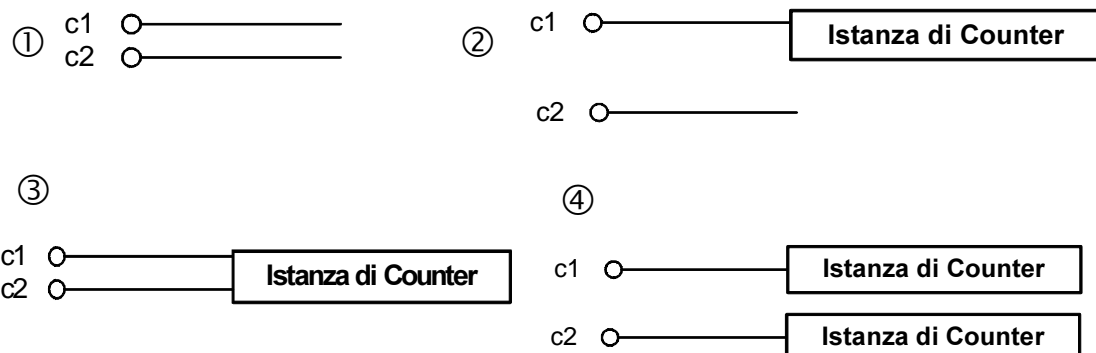 ① c1
c2
② c1 Istanza di Counter
c2
③
c1
c2 Istanza di Counter
④
c1 Istanza di Counter
c2 Istanza di Counter